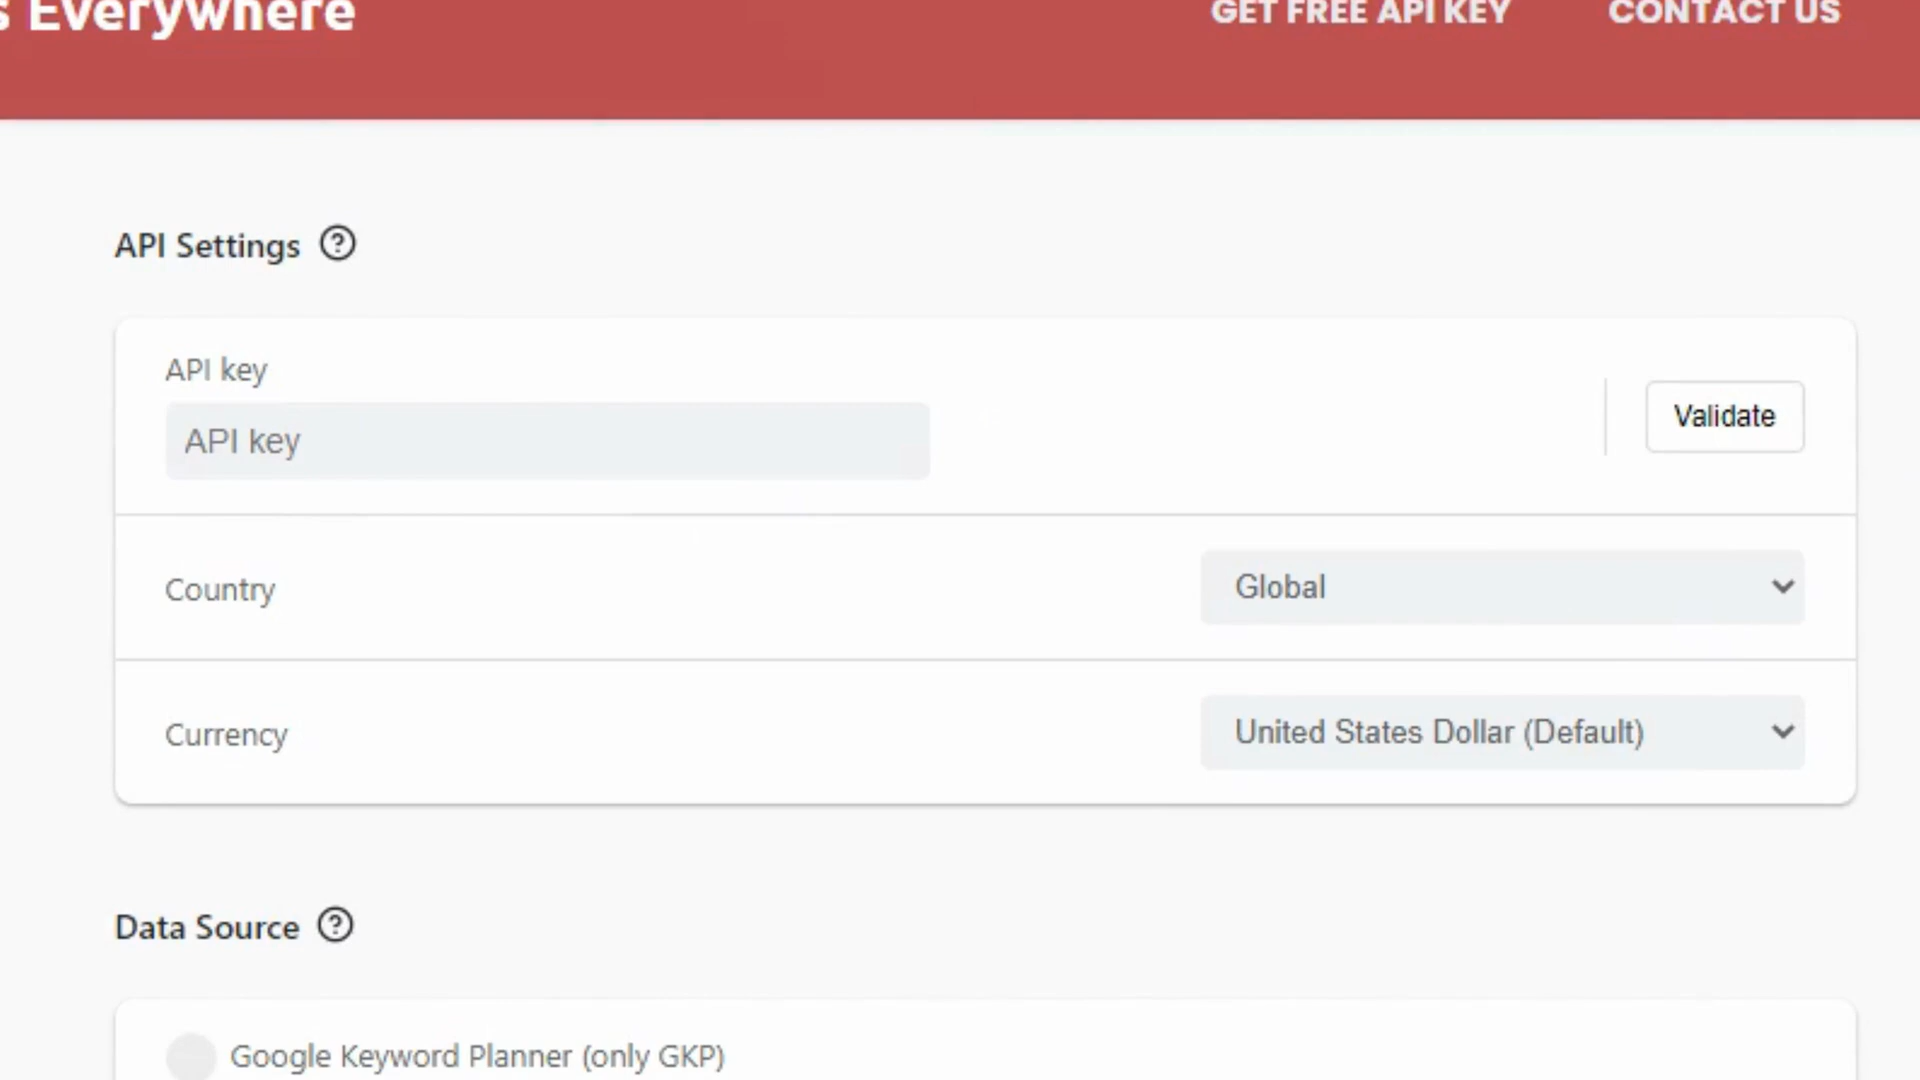 s Everywhere
GET FREE API KEY
CONTACT US
API Settings
API key
API key
Validate
Country
Global
Currency
United States Dollar (Default)
Data Source
Google Keyword Planner (only GKP)